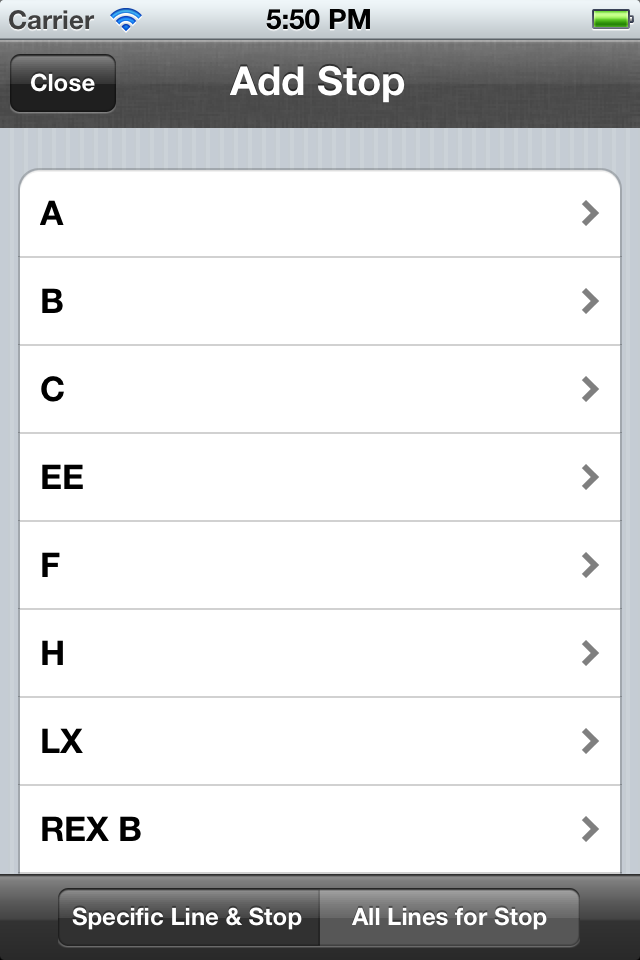 Carrier 5:50 PM
Close Add Stop
A
B
C
EE
F
H
LX
REX B
Specific Line & Stop All Lines for Stop